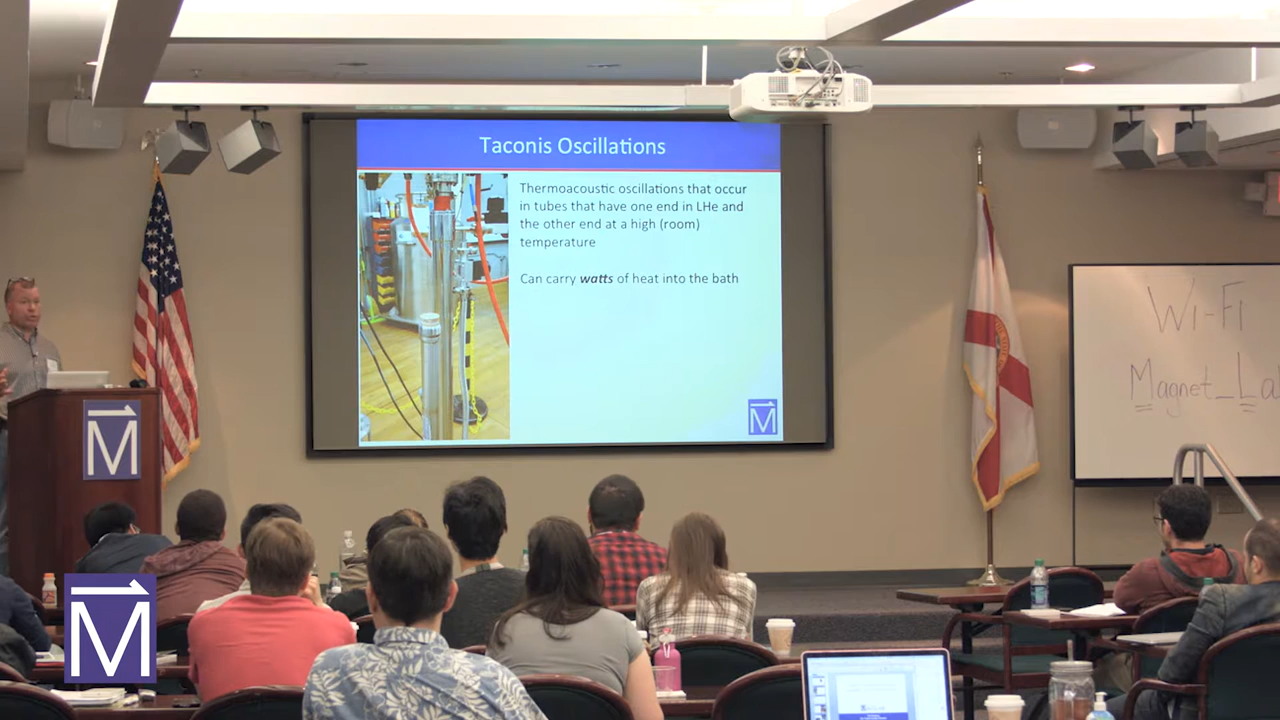 Taconis Oscillations
Thermoacoustic oscillations that occur
in tubes that have one end in LHe and
the other end at a high (room)
temperature
Can carry watts of heat into the bath
M
Wi-Fi
Magnet_La
M
M